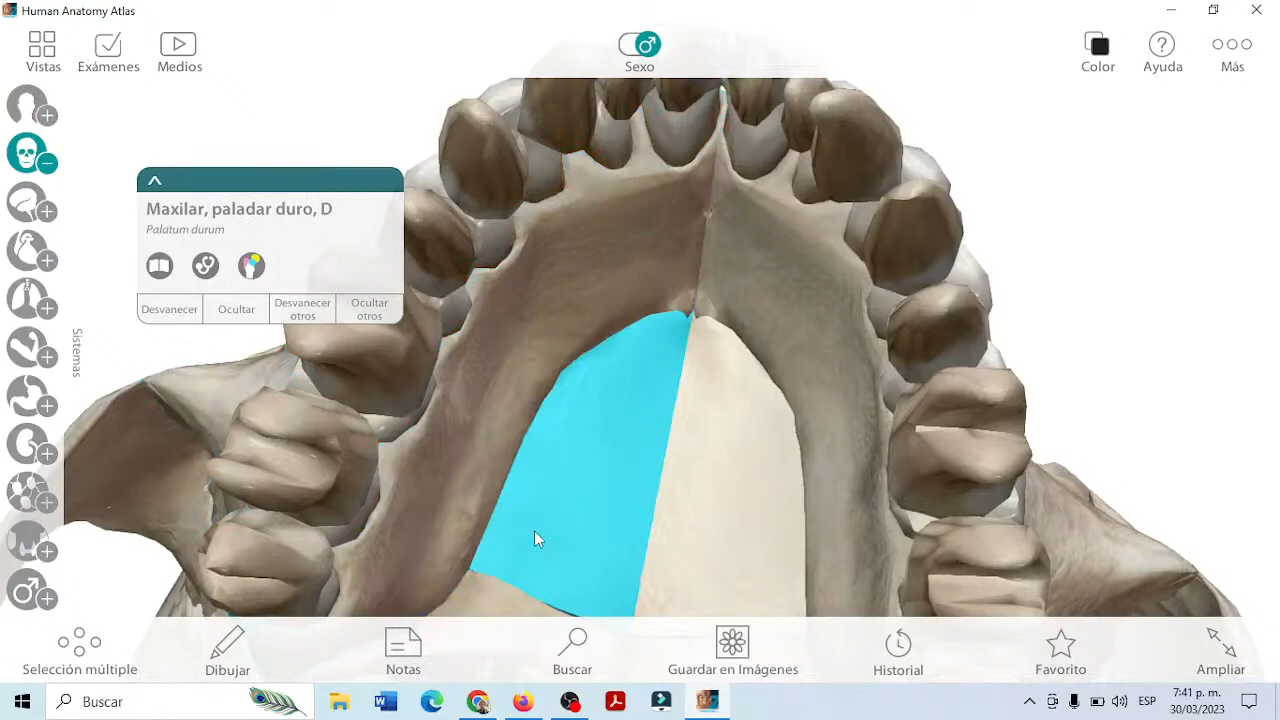 Human Anatomy Atlas
Vistas
Exámenes
Medios
Sexo
Color
Ayuda
Más
Maxilar, paladar duro, D
Palatum durum
Desvanecer
Ocultar
Desvanecer
otros
Ocultar
otros
Sistemas
Selección múltiple
Dibujar
Notas
Buscar
Guardar en Imágenes
Historial
Favorito
Ampliar
Buscar
ESP
7:41 p. m.
30/03/2023